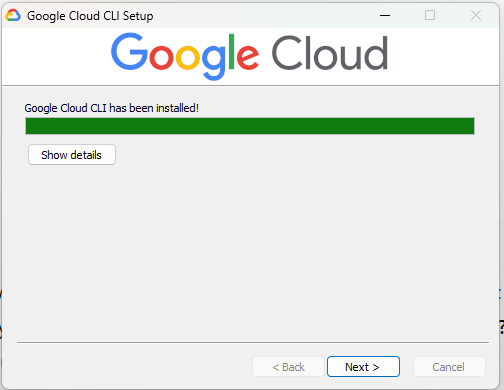 Google Cloud CLI Setup
Google Cloud
Google Cloud CLI has been installed!
Show details
< Back
Next >
Cancel
?